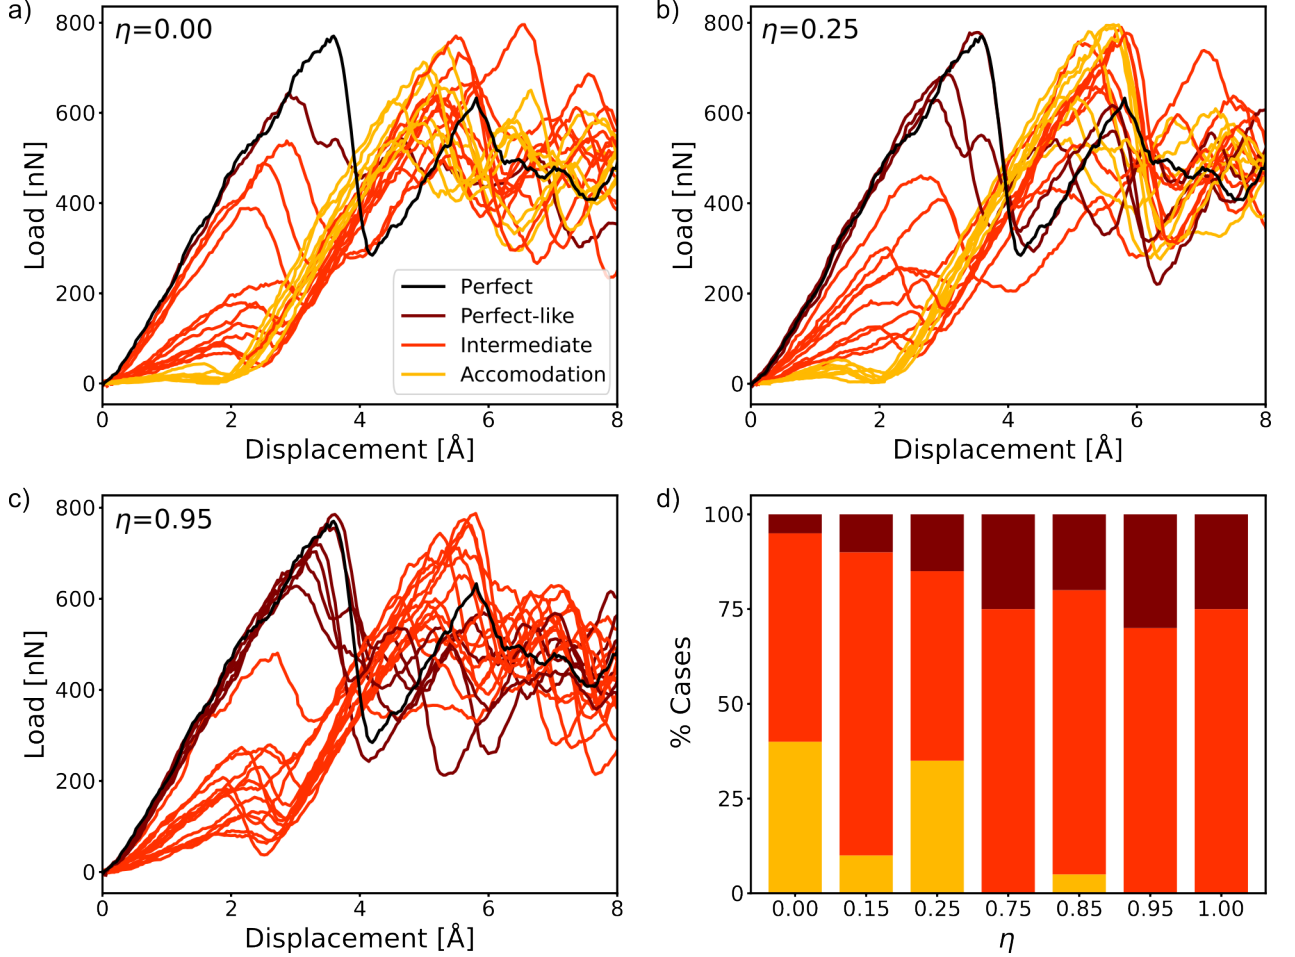 a)
η=0.00
800
600
400
200
0
Load [nN]
0 2 4 6 8
Displacement [Å]
Perfect
Perfect-like
Intermediate
Accomodation
b)
η=0.25
800
600
400
200
0
Load [nN]
0 2 4 6 8
Displacement [Å]
c)
η=0.95
800
600
400
200
0
Load [nN]
0 2 4 6 8
Displacement [Å]
d)
100
75
50
25
0
% Cases
0.00 0.15 0.25 0.75 0.85 0.95 1.00
η